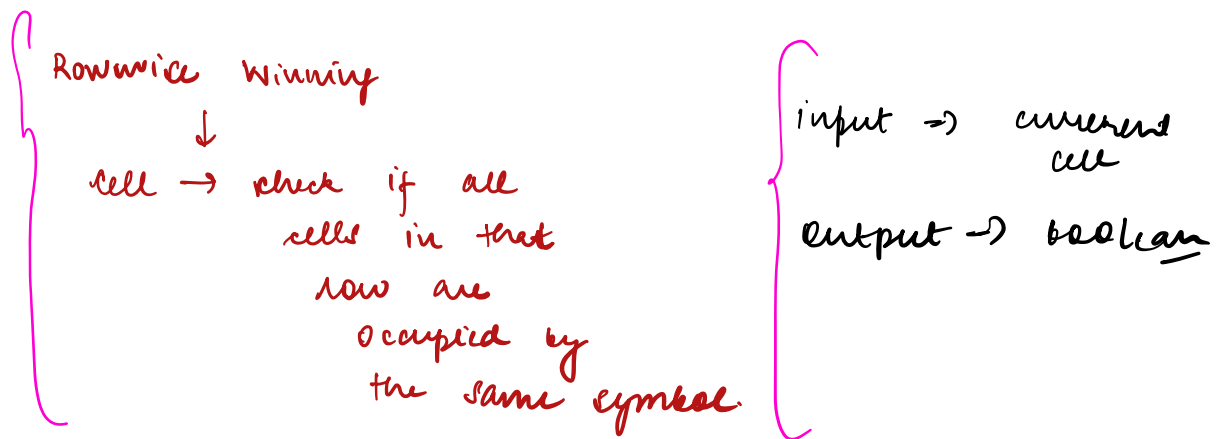 Rowwise Winning
↓
cell → check if all
cells in that
row are
occupied by
the same symbol.
input => current
cell
output → boolean